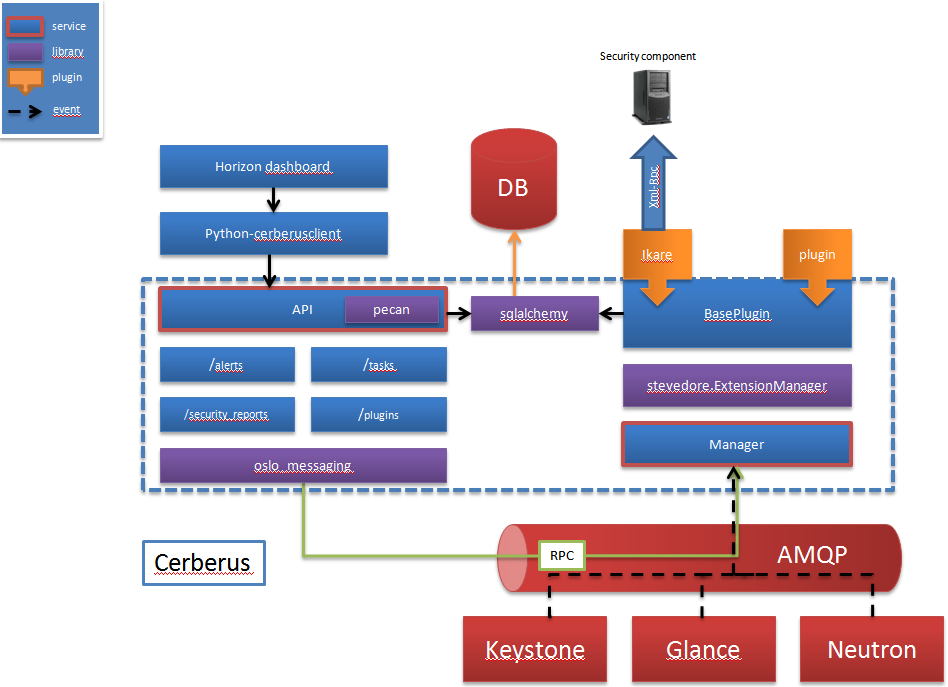 service
library
plugin
event
Security component
Horizon dashboard
DB
Xml-Rpc
Python-cerberusclient
Ikare
plugin
API
pecan
sqlalchemy
BasePlugin
/alerts
/tasks
stevedore.ExtensionManager
/security_reports
/plugins
Manager
oslo_messaging
RPC
AMQP
Cerberus
Keystone
Glance
Neutron